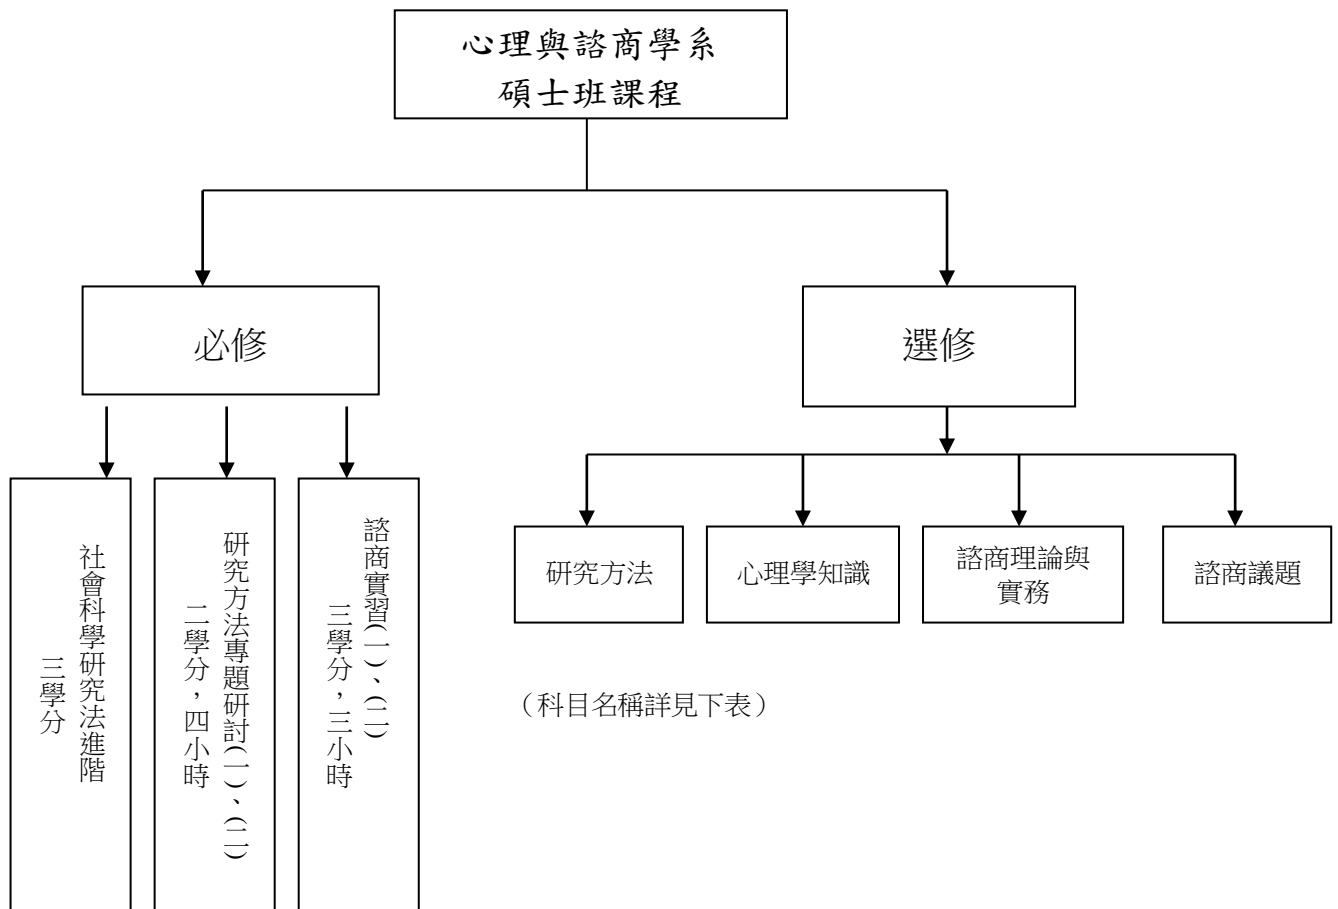 心理與諮商學系
碩士班課程
必修
選修
社會科學研究法進階
三學分
研究方法專題研討(一)、(二)
二學分，四小時
諮商實習(一)、(二)
三學分，三小時
研究方法
心理學知識
諮商理論與
實務
諮商議題
（科目名稱詳見下表）